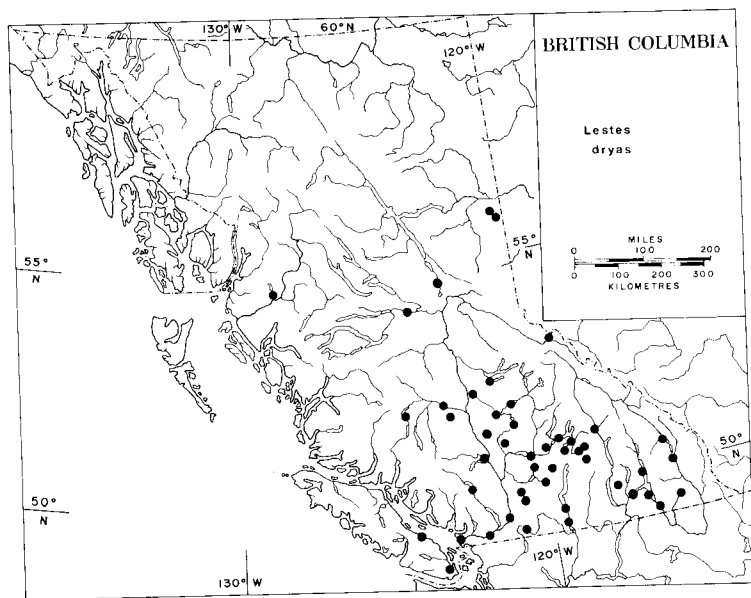 130° W
60° N
120° W
BRITISH COLUMBIA
Lestes
dryas
MILES
0 100 200
0 100 200 300
KILOMETRES
55°
N
55°
N
50°
N
50°
N
130° W
120° W